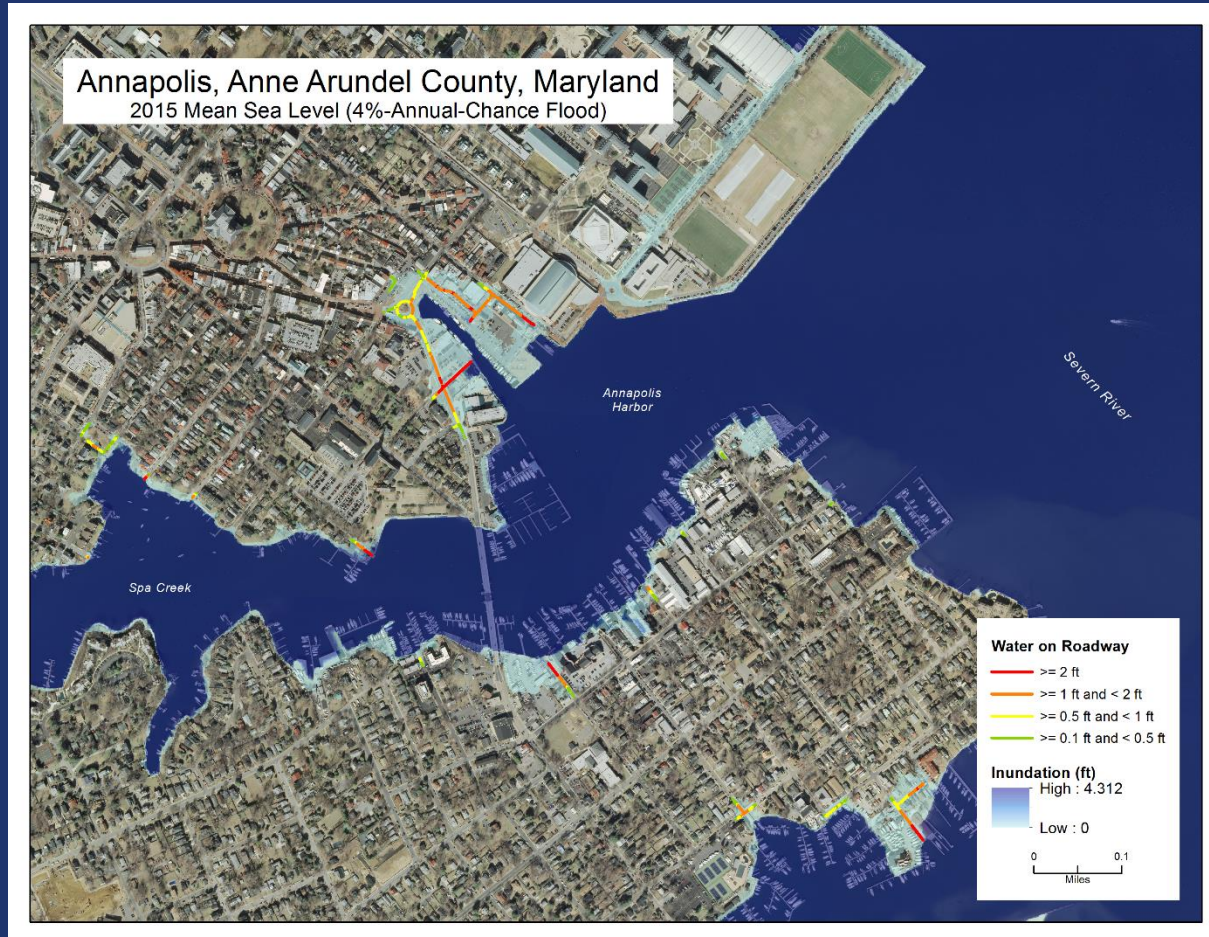 Annapolis, Anne Arundel County, Maryland
2015 Mean Sea Level (4%-Annual-Chance Flood)
Annapolis
Harbor
Severn River
Spa Creek
Water on Roadway
>= 2 ft
>= 1 ft and < 2 ft
>= 0.5 ft and < 1 ft
>= 0.1 ft and < 0.5 ft
Inundation (ft)
High : 4.312
Low : 0
0 0.1
Miles